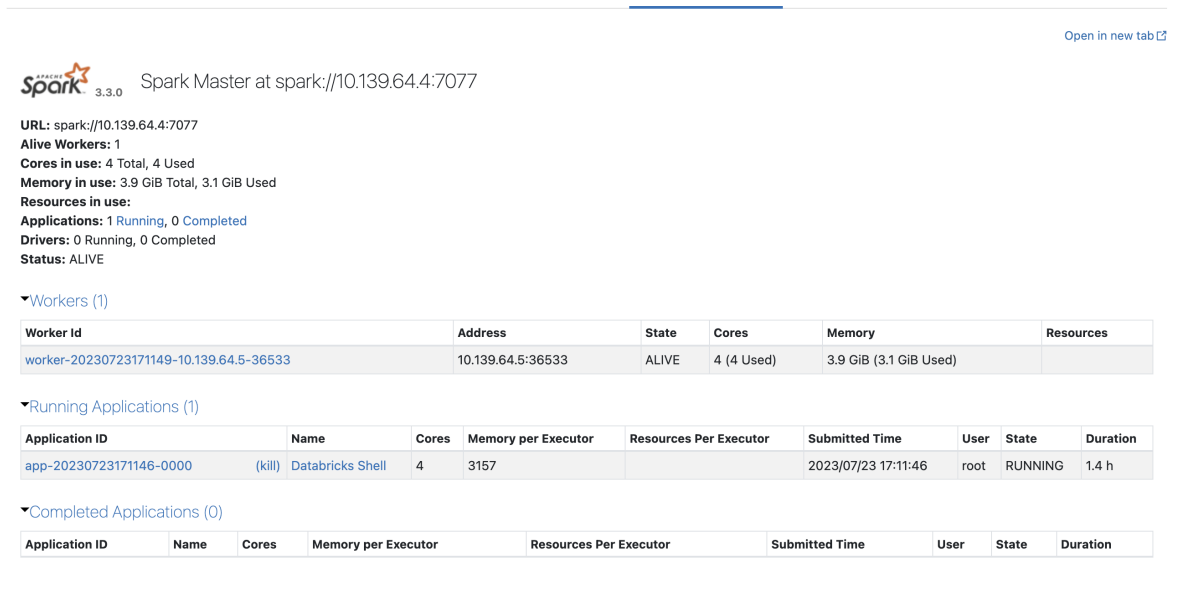 Open in new tab
APACHE Spark 3.3.0 Spark Master at spark://10.139.64.4:7077
URL: spark://10.139.64.4:7077
Alive Workers: 1
Cores in use: 4 Total, 4 Used
Memory in use: 3.9 GiB Total, 3.1 GiB Used
Resources in use:
Applications: 1 Running, 0 Completed
Drivers: 0 Running, 0 Completed
Status: ALIVE
Workers (1)
Worker Id Address State Cores Memory Resources
worker-20230723171149-10.139.64.5-36533 10.139.64.5:36533 ALIVE 4 (4 Used) 3.9 GiB (3.1 GiB Used)
Running Applications (1)
Application ID Name Cores Memory per Executor Resources Per Executor Submitted Time User State Duration
app-20230723171146-0000 (kill) Databricks Shell 4 3157 2023/07/23 17:11:46 root RUNNING 1.4 h
Completed Applications (0)
Application ID Name Cores Memory per Executor Resources Per Executor Submitted Time User State Duration